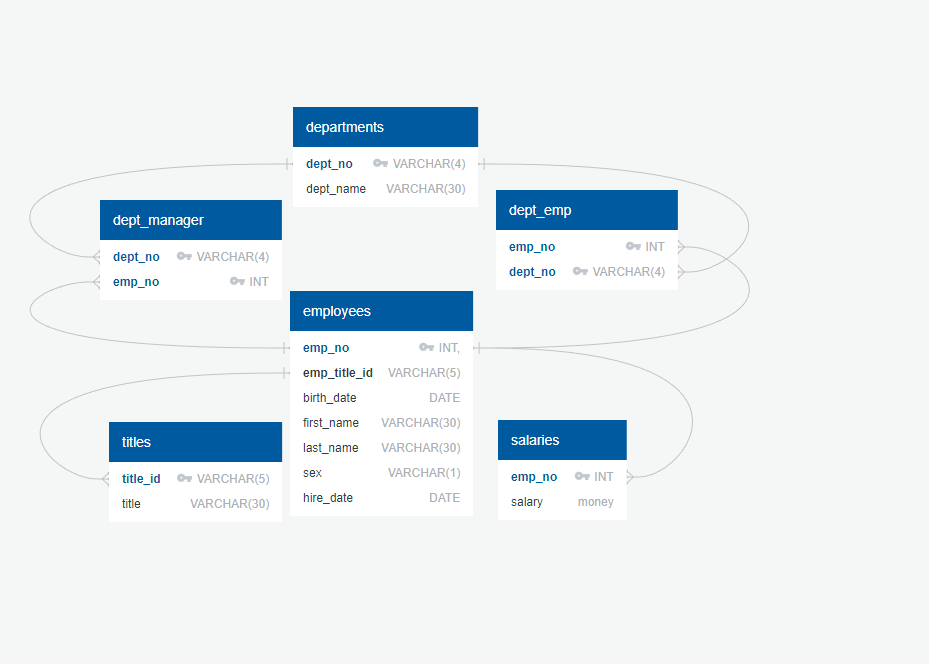 departments
dept_no VARCHAR(4)
dept_name VARCHAR(30)
dept_manager
dept_no VARCHAR(4)
emp_no INT
dept_emp
emp_no INT
dept_no VARCHAR(4)
employees
emp_no INT,
emp_title_id VARCHAR(5)
birth_date DATE
first_name VARCHAR(30)
last_name VARCHAR(30)
sex VARCHAR(1)
hire_date DATE
titles
title_id VARCHAR(5)
title VARCHAR(30)
salaries
emp_no INT
salary money